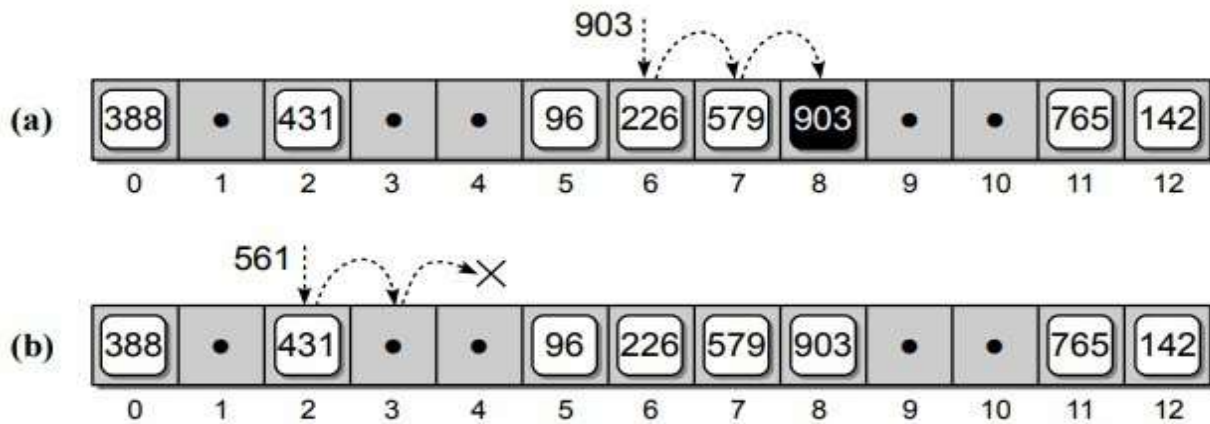 903
(a) 388 • 431 • • 96 226 579 903 • • 765 142
0 1 2 3 4 5 6 7 8 9 10 11 12
561
(b) 388 • 431 • • 96 226 579 903 • • 765 142
0 1 2 3 4 5 6 7 8 9 10 11 12